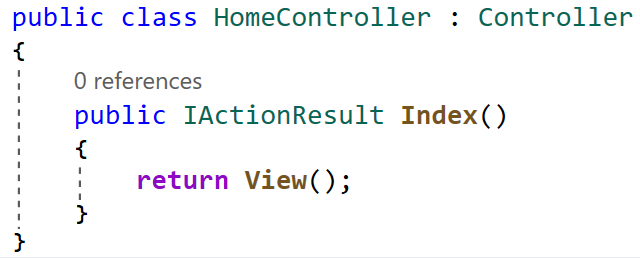 public class HomeController : Controller
{
0 references
public IActionResult Index()
{
return View();
}
}